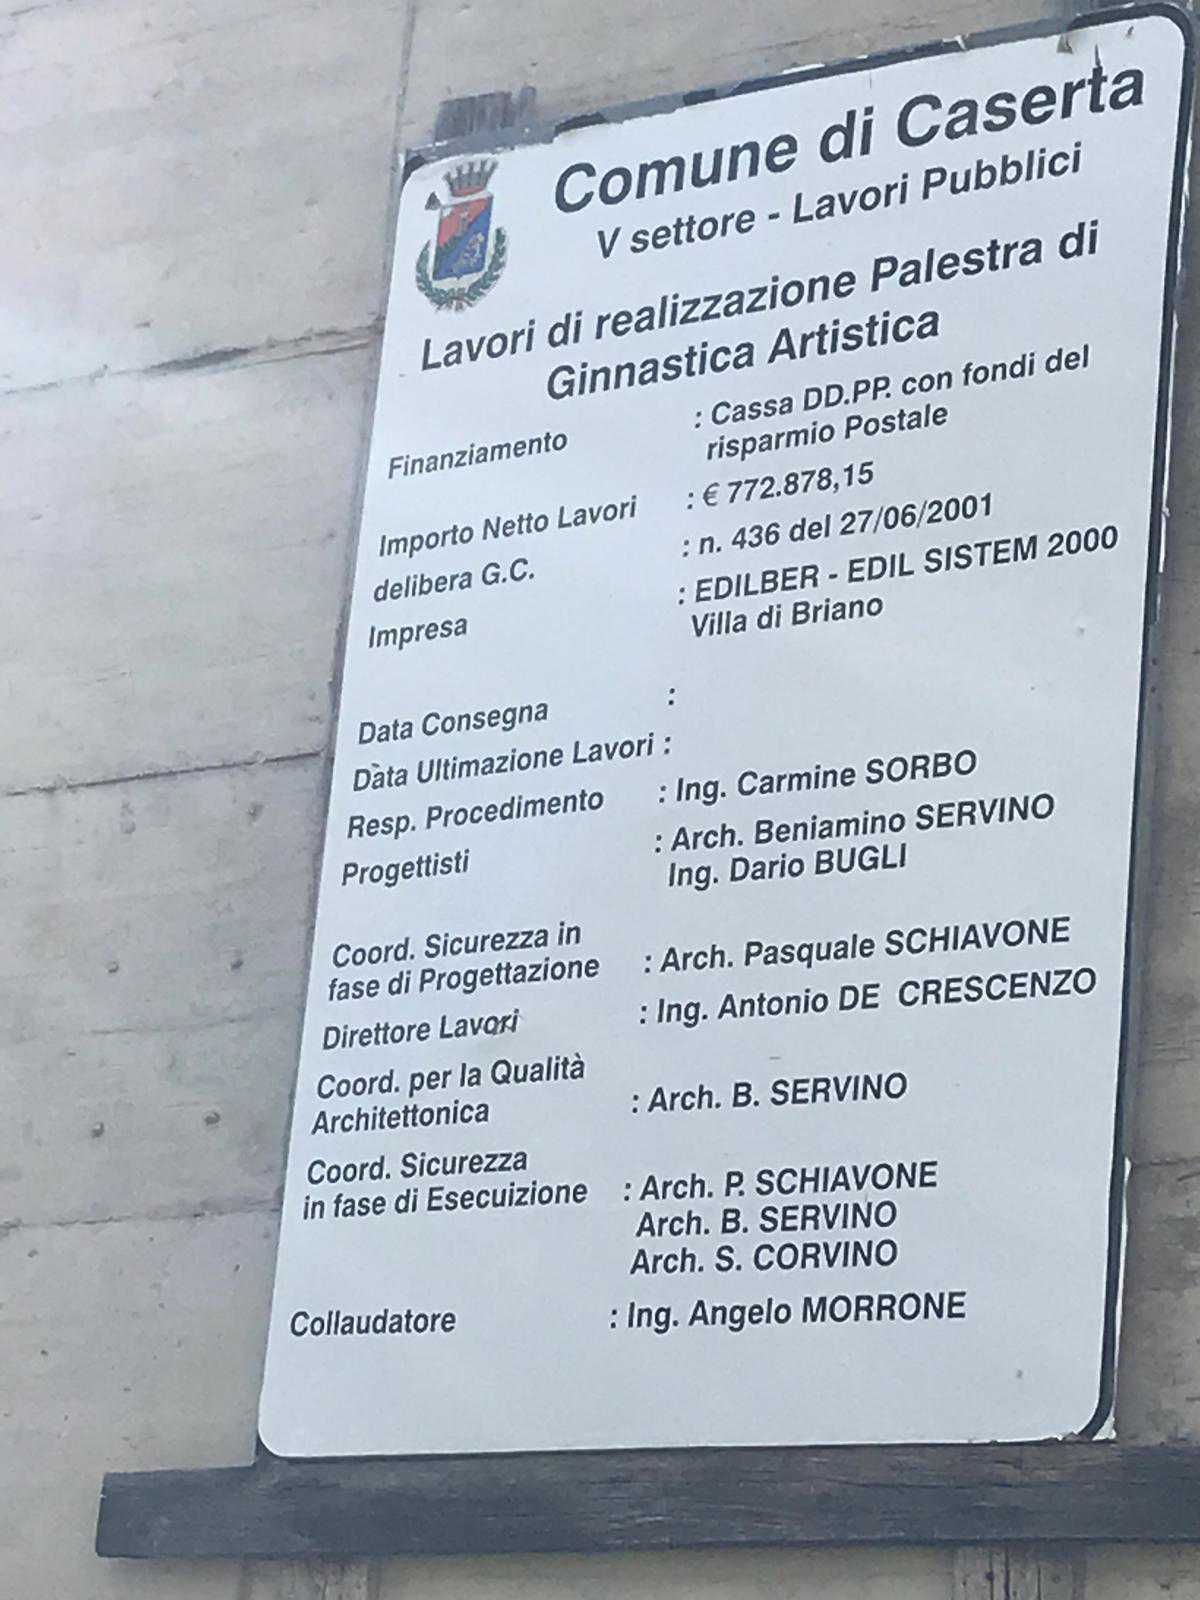 Comune di Caserta
V settore - Lavori Pubblici
Lavori di realizzazione Palestra di
Ginnastica Artistica
Finanziamento : Cassa DD.PP. con fondi del
risparmio Postale
Importo Netto Lavori : € 772.878,15
delibera G.C. : n. 436 del 27/06/2001
Impresa : EDILBER - EDIL SISTEM 2000
Villa di Briano
Data Consegna :
Data Ultimazione Lavori :
Resp. Procedimento : Ing. Carmine SORBO
Progettisti : Arch. Beniamino SERVINO
Ing. Dario BUGLI
Coord. Sicurezza in
fase di Progettazione : Arch. Pasquale SCHIAVONE
Direttore Lavori : Ing. Antonio DE CRESCENZO
Coord. per la Qualità
Architettonica : Arch. B. SERVINO
Coord. Sicurezza
in fase di Esecuizione : Arch. P. SCHIAVONE
Arch. B. SERVINO
Arch. S. CORVINO
Collaudatore : Ing. Angelo MORRONE